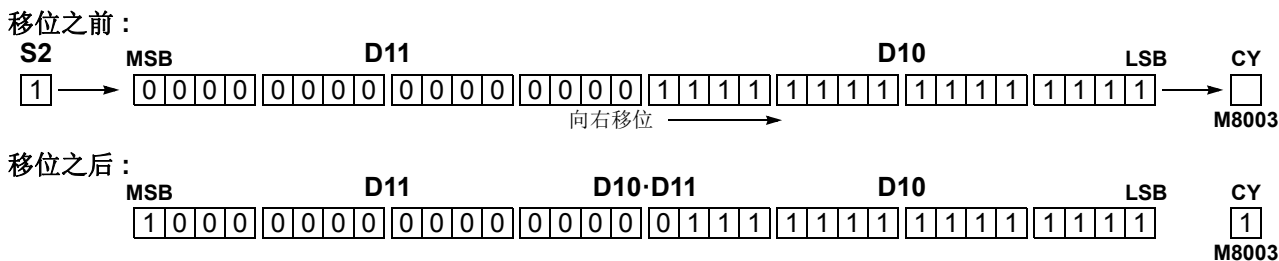 移位之前：
S2 MSB D11 D10 LSB CY
1 0 0 0 0 0 0 0 0 0 0 0 0 0 0 0 0 1 1 1 1 1 1 1 1 1 1 1 1 1 1 1 1
向右移位 M8003
移位之后：
MSB D11 D10·D11 D10 LSB CY
1 0 0 0 0 0 0 0 0 0 0 0 0 0 0 0 0 1 1 1 1 1 1 1 1 1 1 1 1 1 1 1 1
M8003